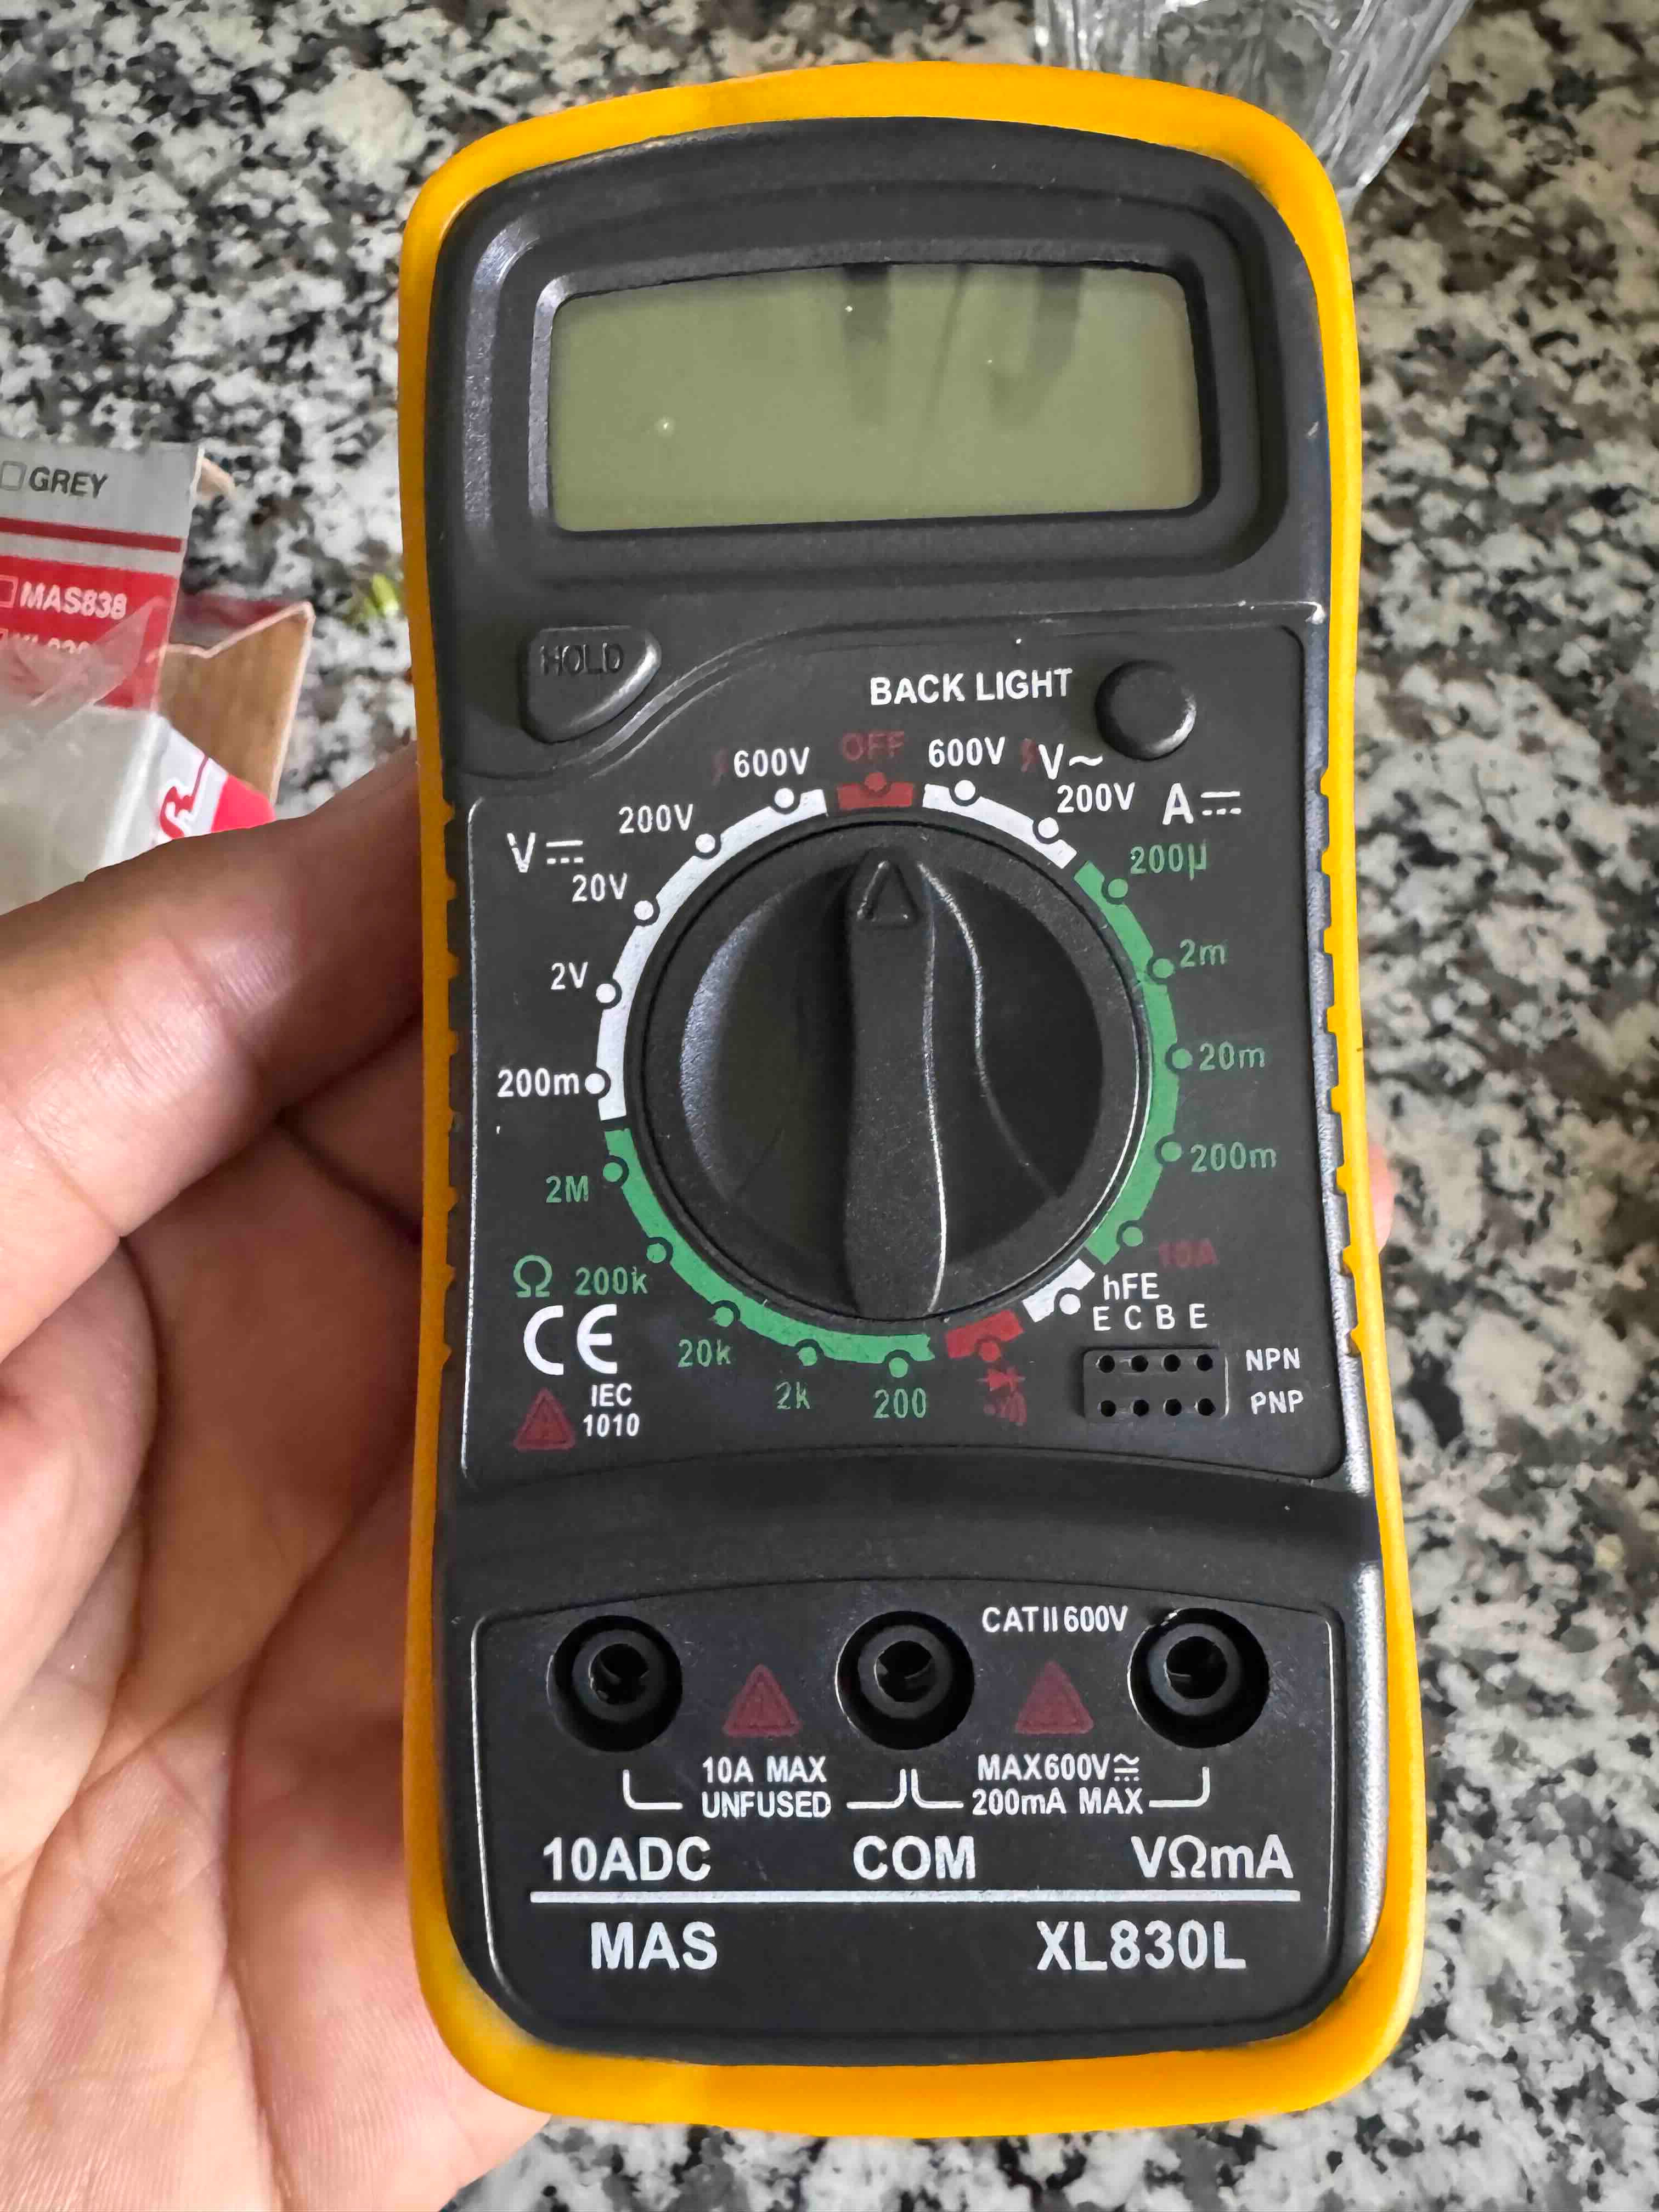 GREY
MAS838
HOLD
BACK LIGHT
600V
OFF
600V
V~
200V
200V
A⎓
V⎓
20V
200µ
2V
2m
200m
20m
2M
200m
Ω
200k
10A
hFE
E C B E
CE
20k
2k
200
NPN
PNP
IEC
1010
CAT II 600V
10A MAX
UNFUSED
MAX 600V≂
200mA MAX
10ADC
COM
VΩmA
MAS
XL830L